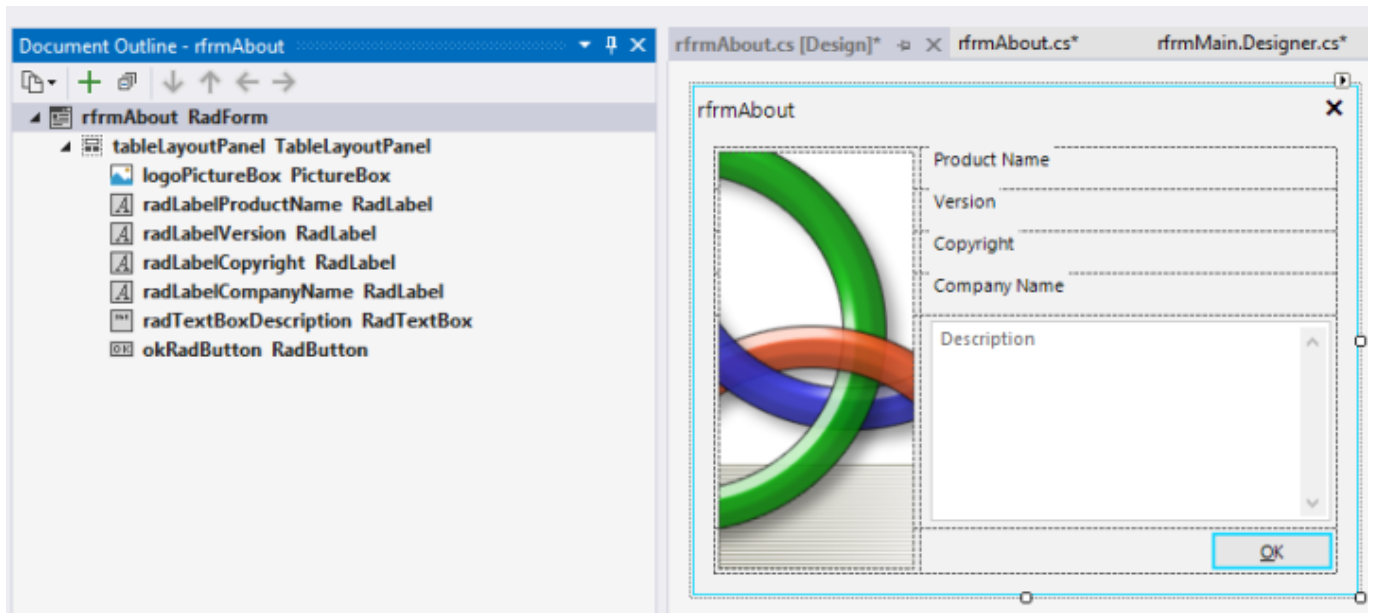 Document Outline - rfrmAbout
rfrmAbout RadForm
tableLayoutPanel TableLayoutPanel
logoPictureBox PictureBox
radLabelProductName RadLabel
radLabelVersion RadLabel
radLabelCopyright RadLabel
radLabelCompanyName RadLabel
radTextBoxDescription RadTextBox
okRadButton RadButton
rfrmAbout.cs [Design]* rfrmAbout.cs* rfrmMain.Designer.cs*
rfrmAbout
Product Name
Version
Copyright
Company Name
Description
OK